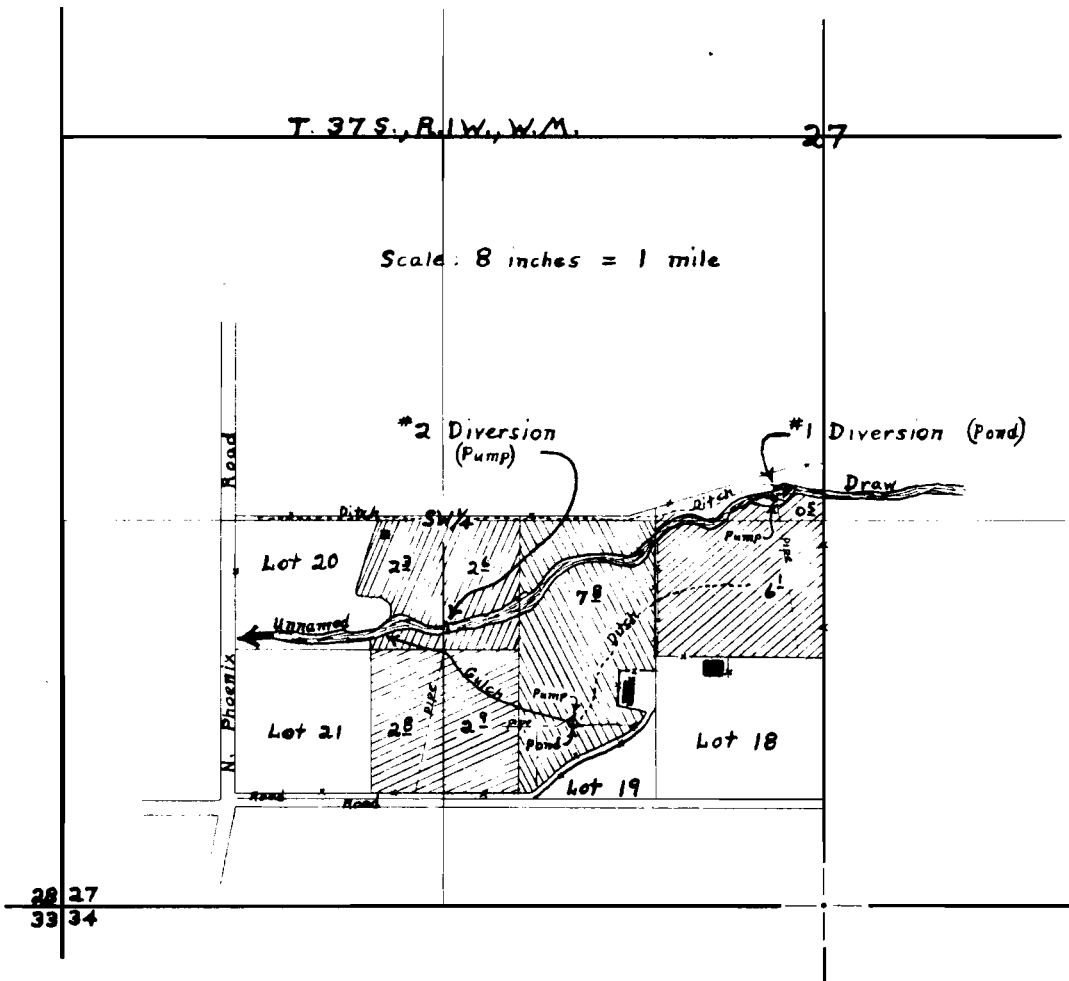 T. 37 S., R. 1 W., W.M.
27
Scale: 8 inches = 1 mile
Road
#2 Diversion
(Pump)
#1 Diversion (Pond)
Ditch
Draw
Ditch
SW¼
05
Pump
Pipe
Lot 20
2 3
2 6
7 8
6 1
Unnamed
Ditch
N. Phoenix
Gulch
Pipe
Pump
pipe
Pond
Lot 21
2 8
2 9
Lot 18
Lot 19
Road
Road
28 27
33 34